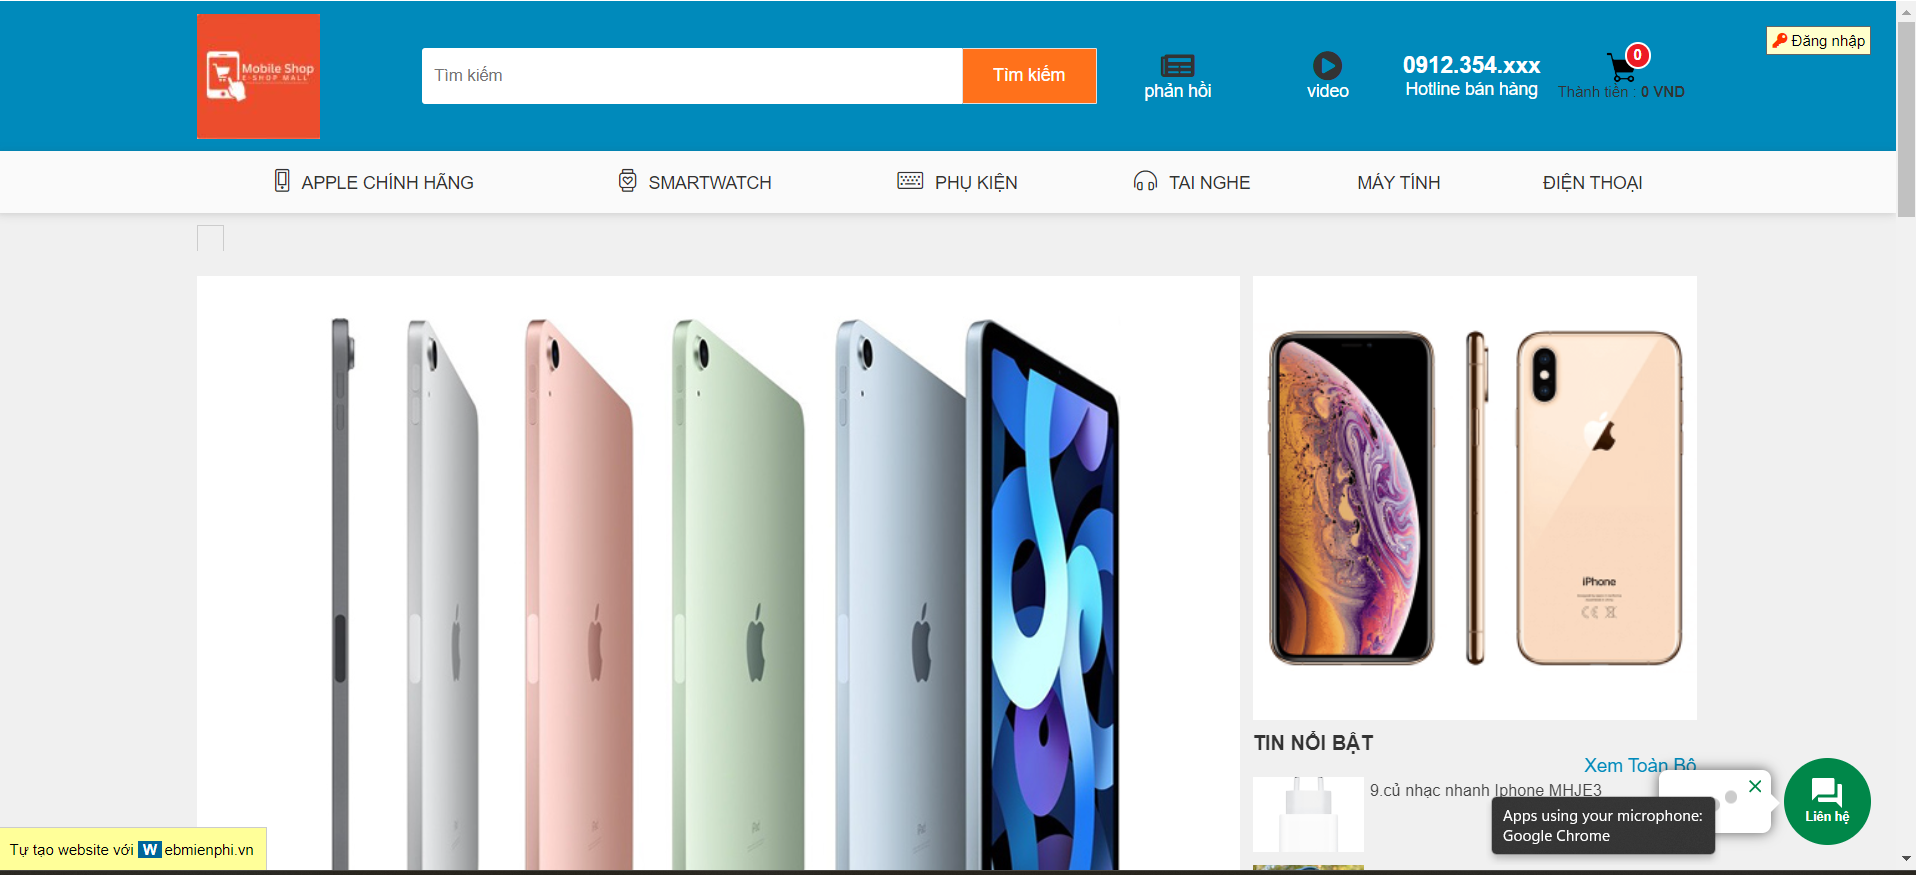 Mobile Shop
E-SHOP MALL
Tìm kiếm
Tìm kiếm
phản hồi
video
0912.354.xxx
Hotline bán hàng
0
Thành tiền : 0 VND
Đăng nhập
APPLE CHÍNH HÃNG
SMARTWATCH
PHỤ KIỆN
TAI NGHE
MÁY TÍNH
ĐIỆN THOẠI
iPhone
TIN NỔI BẬT
Xem Toàn Bộ
9.củ nhạc nhanh Iphone MHJE3
Apps using your microphone:
Google Chrome
Liên hệ
Tự tạo website với Webmienphi.vn